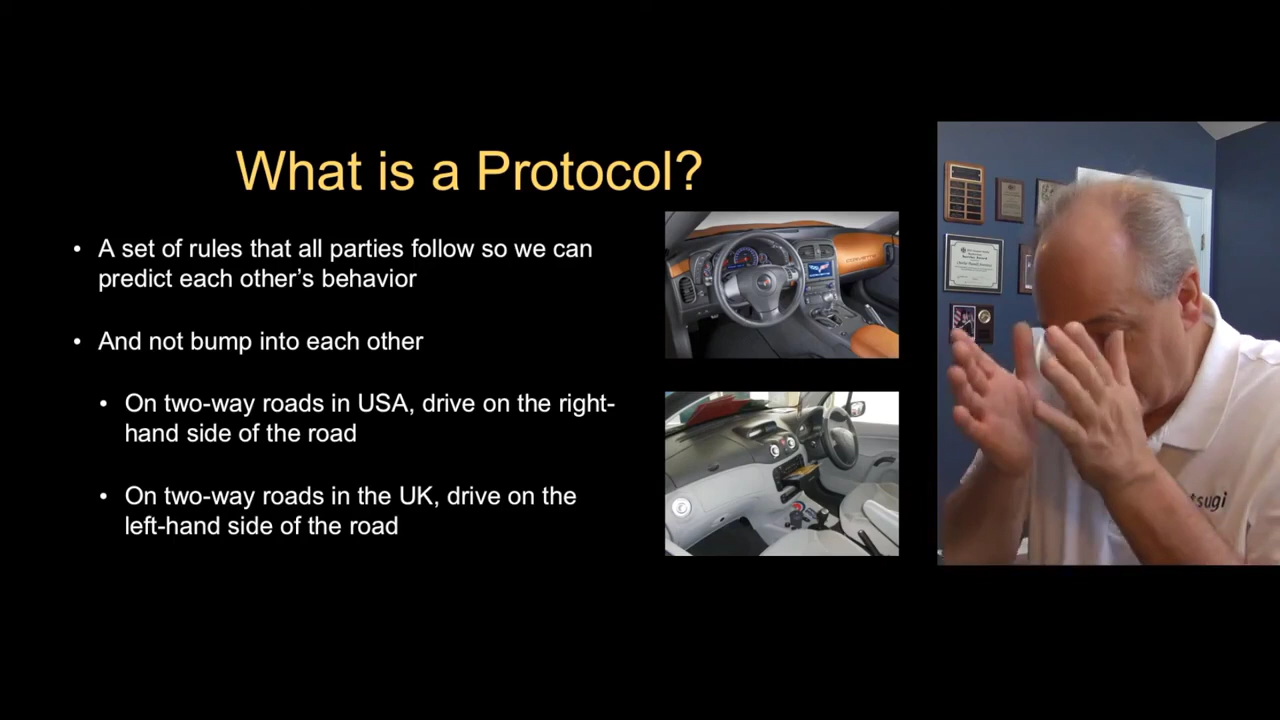 What is a Protocol?
• A set of rules that all parties follow so we can
predict each other’s behavior
• And not bump into each other
• On two-way roads in USA, drive on the right-
hand side of the road
• On two-way roads in the UK, drive on the
left-hand side of the road
tsugi